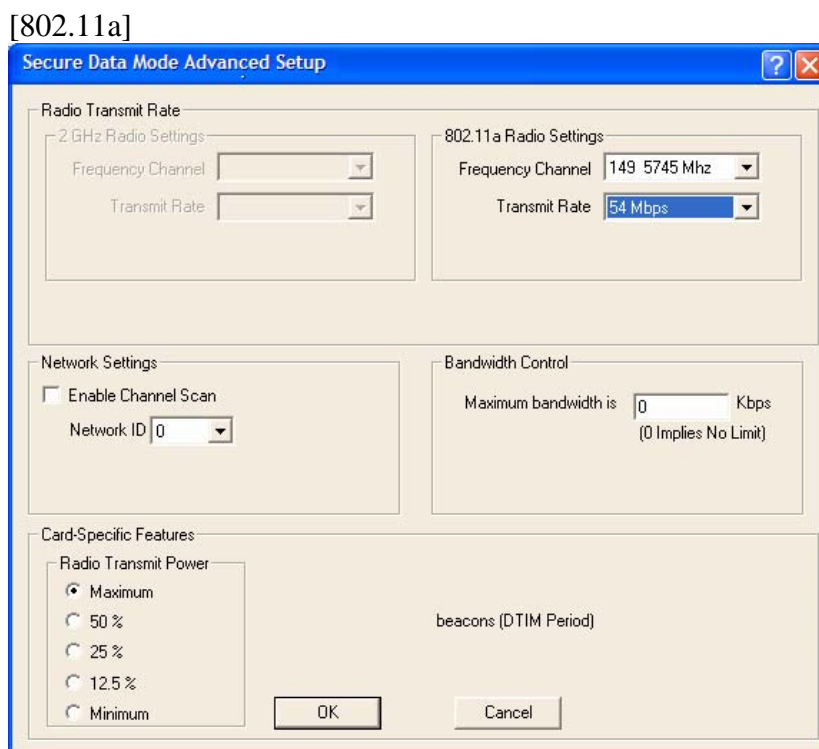 [802.11a]
Secure Data Mode Advanced Setup
Radio Transmit Rate
2 GHz Radio Settings
Frequency Channel
Transmit Rate
802.11a Radio Settings
Frequency Channel 149 5745 Mhz
Transmit Rate 54 Mbps
Network Settings
Enable Channel Scan
Network ID 0
Bandwidth Control
Maximum bandwidth is 0 Kbps
(0 Implies No Limit)
Card-Specific Features
Radio Transmit Power
Maximum
50 %
25 %
12.5 %
Minimum
beacons (DTIM Period)
OK Cancel